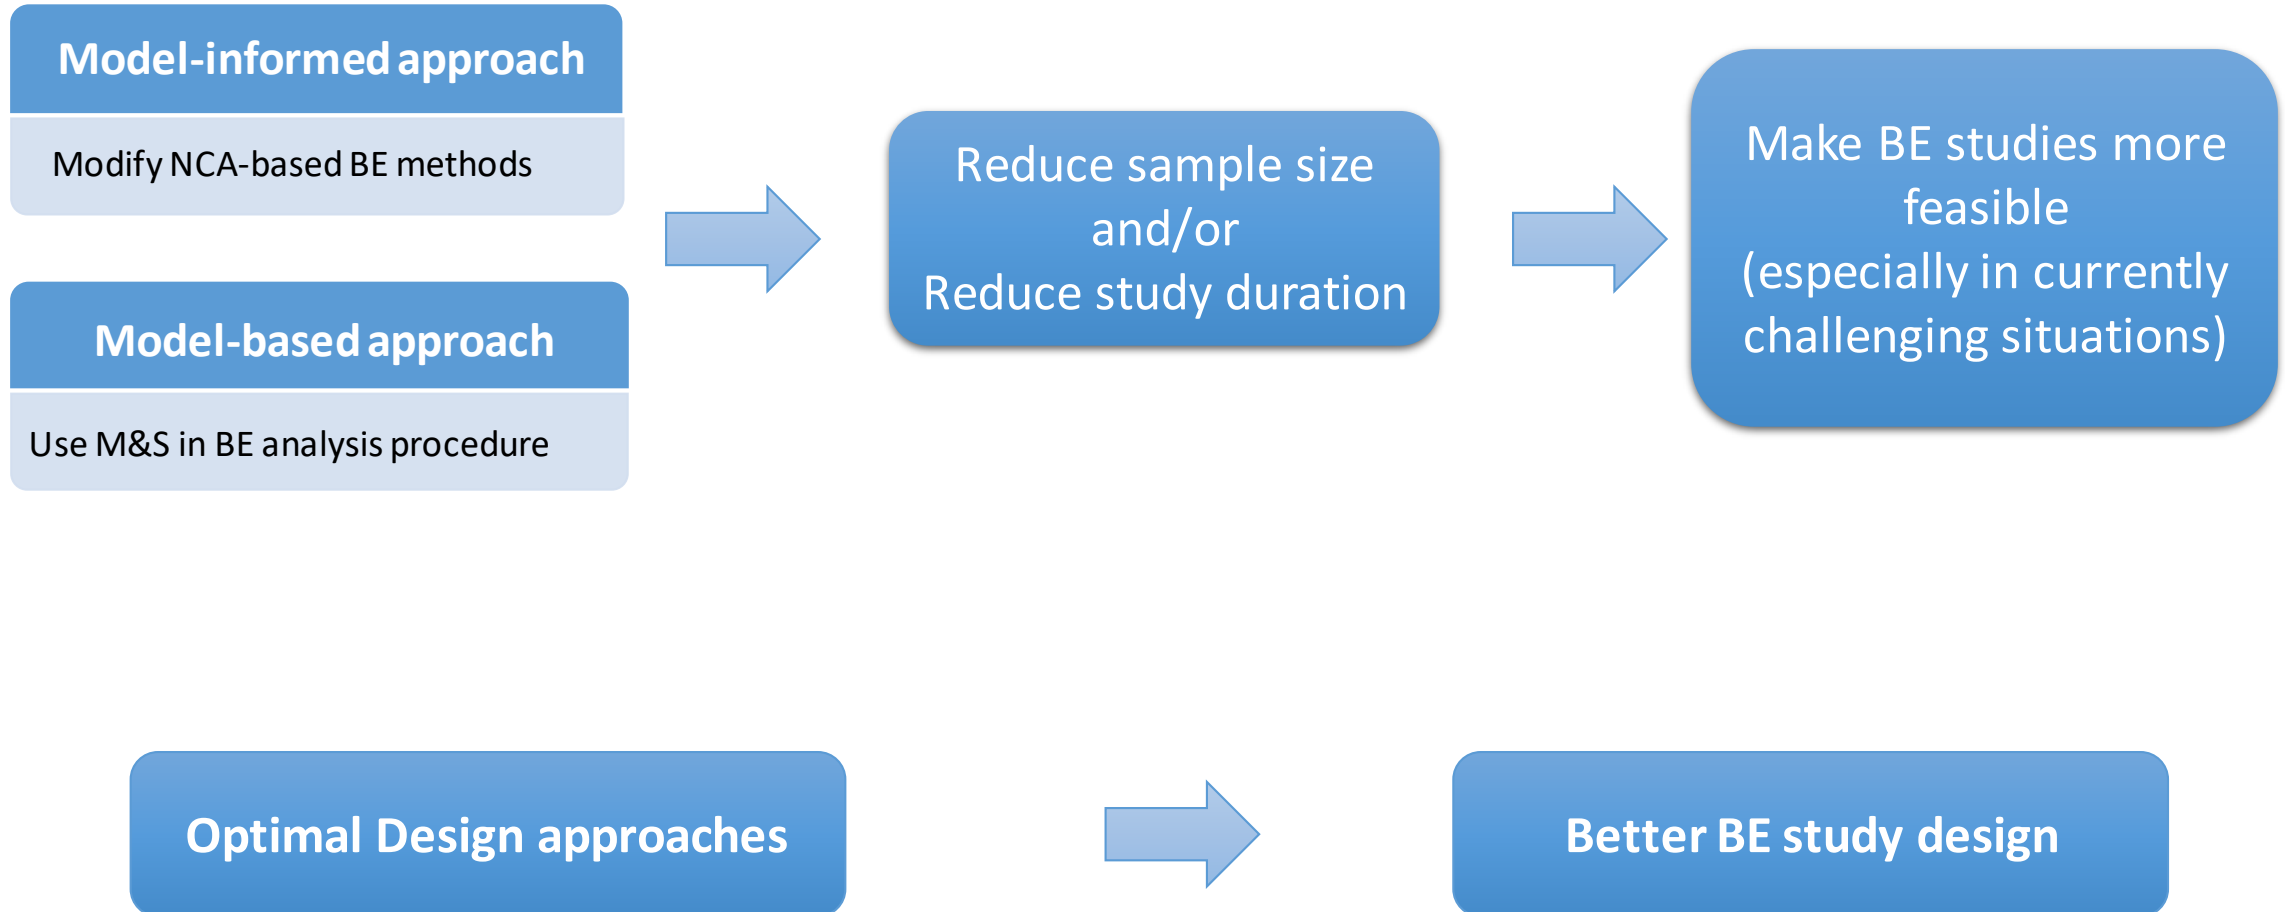 Model-informed approach
Modify NCA-based BE methods
Model-based approach
Use M&S in BE analysis procedure
Reduce sample size
and/or
Reduce study duration
Make BE studies more
feasible
(especially in currently
challenging situations)
Optimal Design approaches
Better BE study design